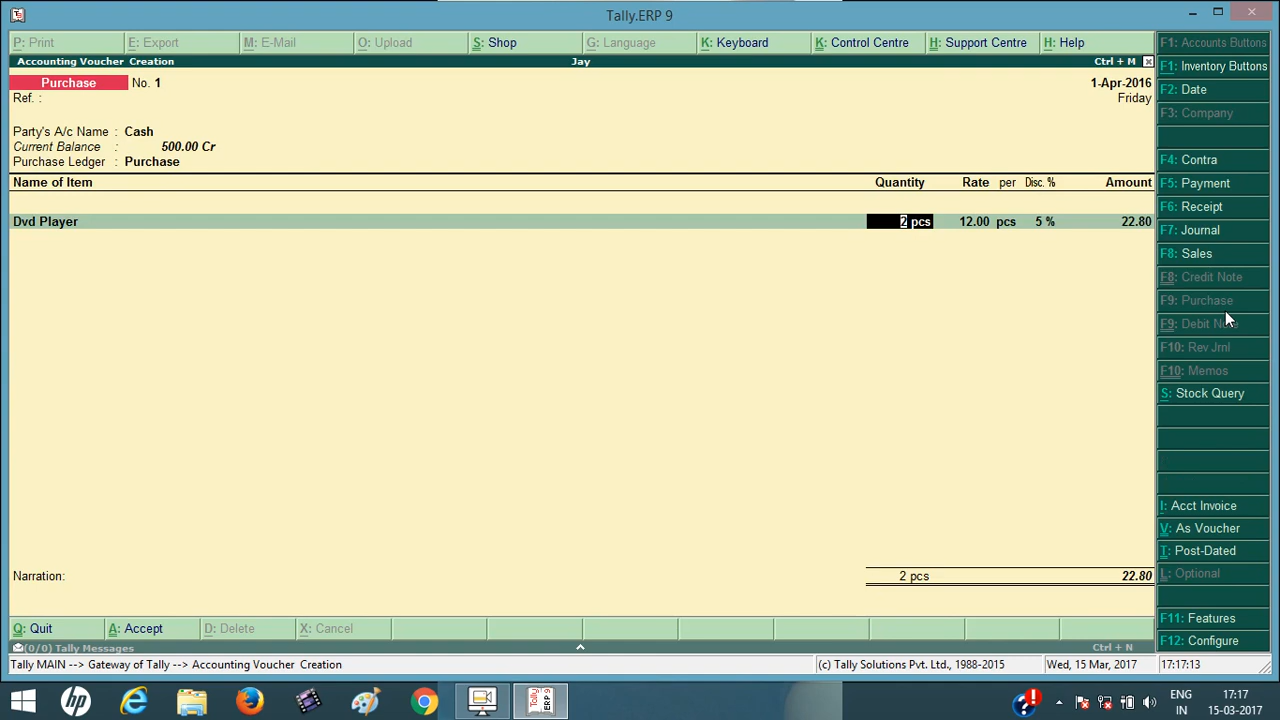 Tally.ERP 9
P: Print E: Export M: E-Mail O: Upload S: Shop G: Language K: Keyboard K: Control Centre H: Support Centre H: Help
Accounting Voucher Creation Jay Ctrl + M
Purchase No. 1 1-Apr-2016
Ref. : Friday
Party's A/c Name : Cash
Current Balance : 500.00 Cr
Purchase Ledger : Purchase
Name of Item Quantity Rate per Disc. % Amount
Dvd Player 2 pcs 12.00 pcs 5 % 22.80
Narration: 2 pcs 22.80
Q: Quit A: Accept D: Delete X: Cancel
(0/0) Tally Messages Ctrl + N
Tally MAIN --> Gateway of Tally --> Accounting Voucher Creation (c) Tally Solutions Pvt. Ltd., 1988-2015 Wed, 15 Mar, 2017 17:17:13
F1: Accounts Buttons
F1: Inventory Buttons
F2: Date
F3: Company
F4: Contra
F5: Payment
F6: Receipt
F7: Journal
F8: Sales
F8: Credit Note
F9: Purchase
F9: Debit Note
F10: Rev Jrnl
F10: Memos
S: Stock Query
I: Acct Invoice
V: As Voucher
T: Post-Dated
L: Optional
F11: Features
F12: Configure
hp
Tally
ERP 9
ENG
IN
17:17
15-03-2017